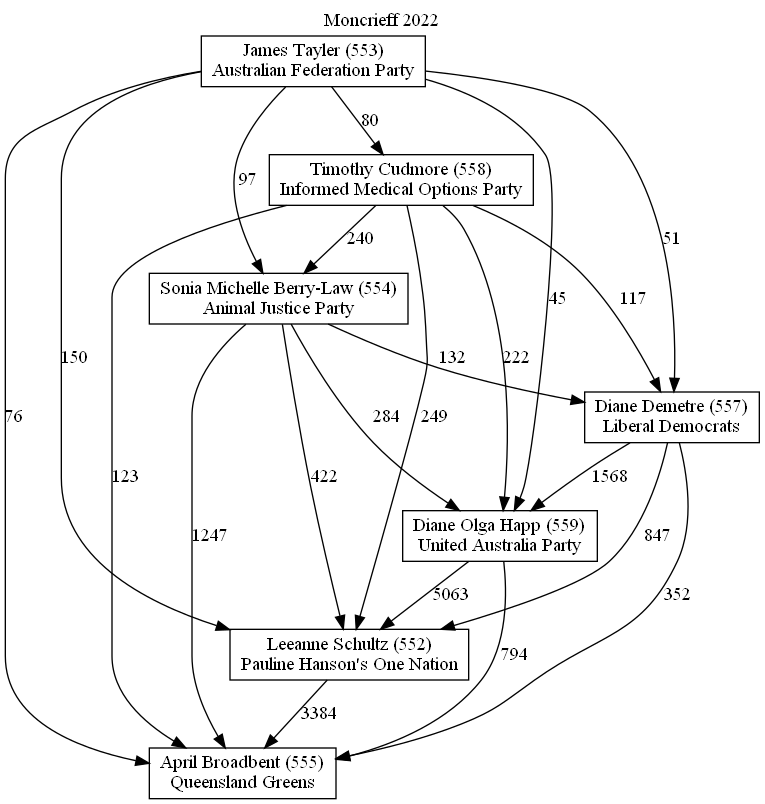 Moncrieff 2022
James Tayler (553)
Australian Federation Party
80
Timothy Cudmore (558)
Informed Medical Options Party
97
240
51
Sonia Michelle Berry-Law (554)
Animal Justice Party
45
117
150
222
132
Diane Demetre (557)
Liberal Democrats
76
284
249
123
422
1568
Diane Olga Happ (559)
United Australia Party
1247
847
5063
352
Leeanne Schultz (552)
Pauline Hanson's One Nation
794
3384
April Broadbent (555)
Queensland Greens